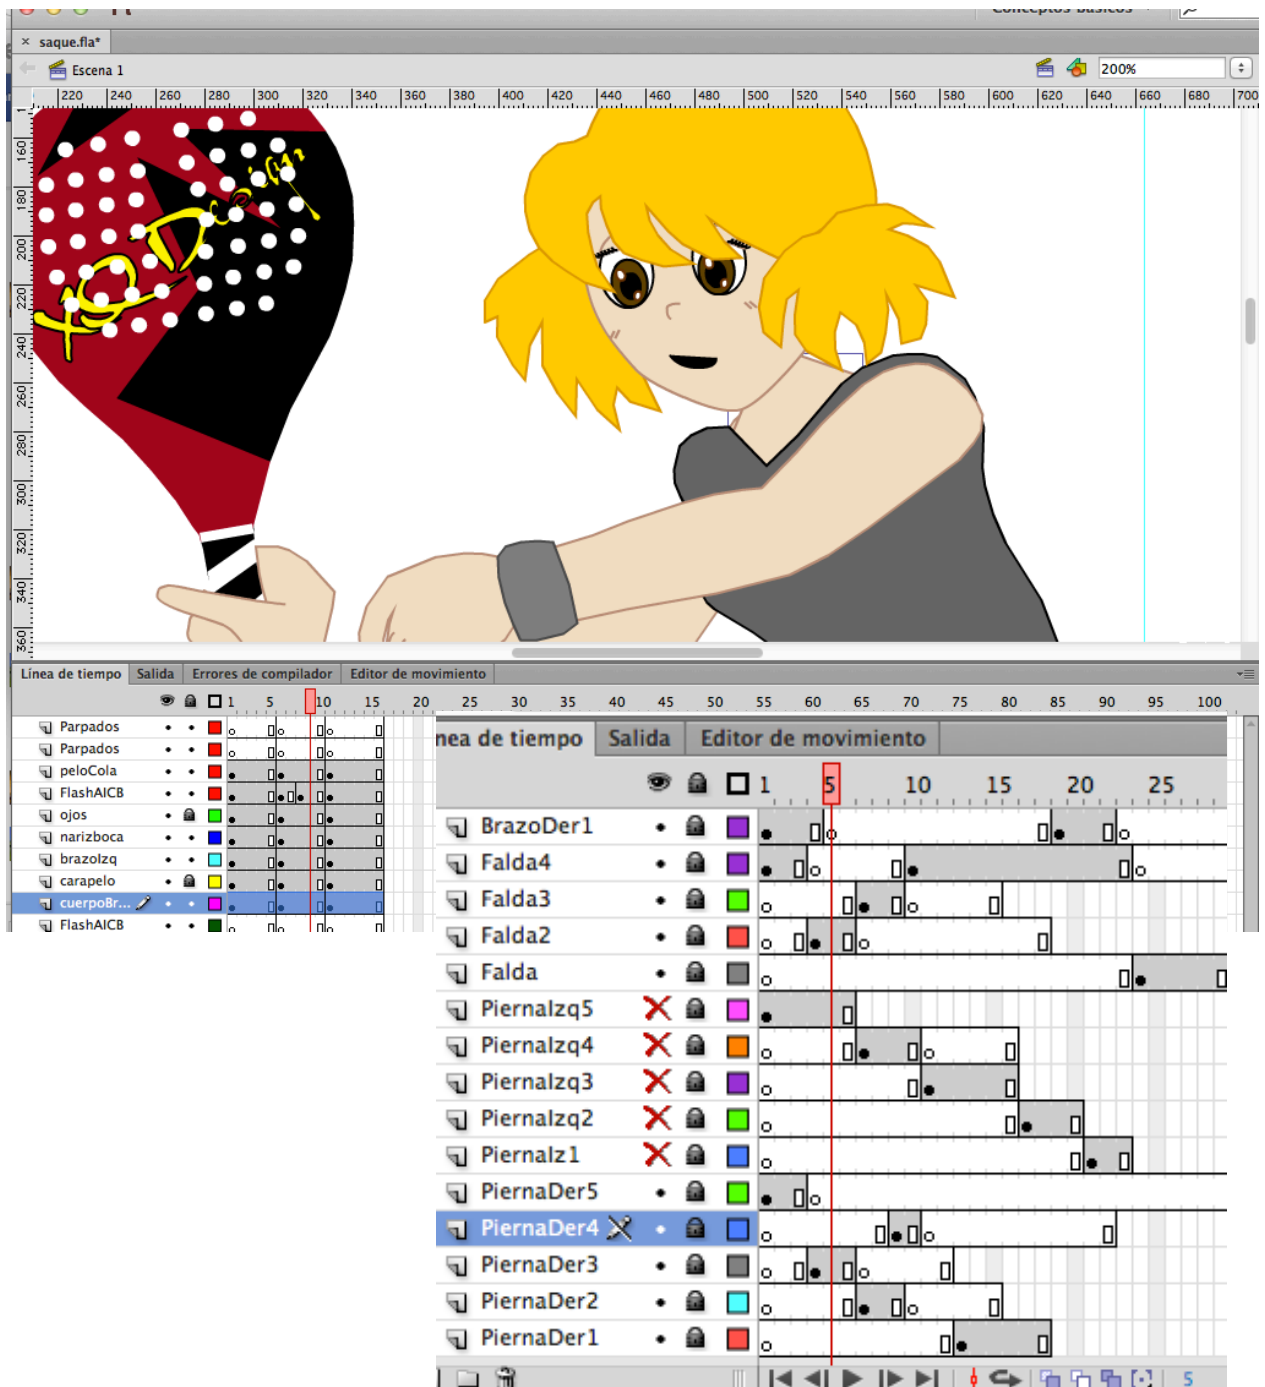 Conceptos Básicos
× saque.fla*
Escena 1
200%
220 240 260 280 300 320 340 360 380 400 420 440 460 480 500 520 540 560 580 600 620 640 660 680 700
160
180
200
220
240
260
280
300
320
340
360
Línea de tiempo Salida Errores de compilador Editor de movimiento
1 5 10 15 20 25 30 35 40 45 50 55 60 65 70 75 80 85 90 95 100
Parpados
Parpados
peloCola
FlashAICB
ojos
narizboca
brazoIzq
carapelo
cuerpoBr...
FlashAICB
nea de tiempo Salida Editor de movimiento
1 5 10 15 20 25
BrazoDer1
Falda4
Falda3
Falda2
Falda
PiernaIzq5
PiernaIzq4
PiernaIzq3
PiernaIzq2
PiernaIz1
PiernaDer5
PiernaDer4
PiernaDer3
PiernaDer2
PiernaDer1
5